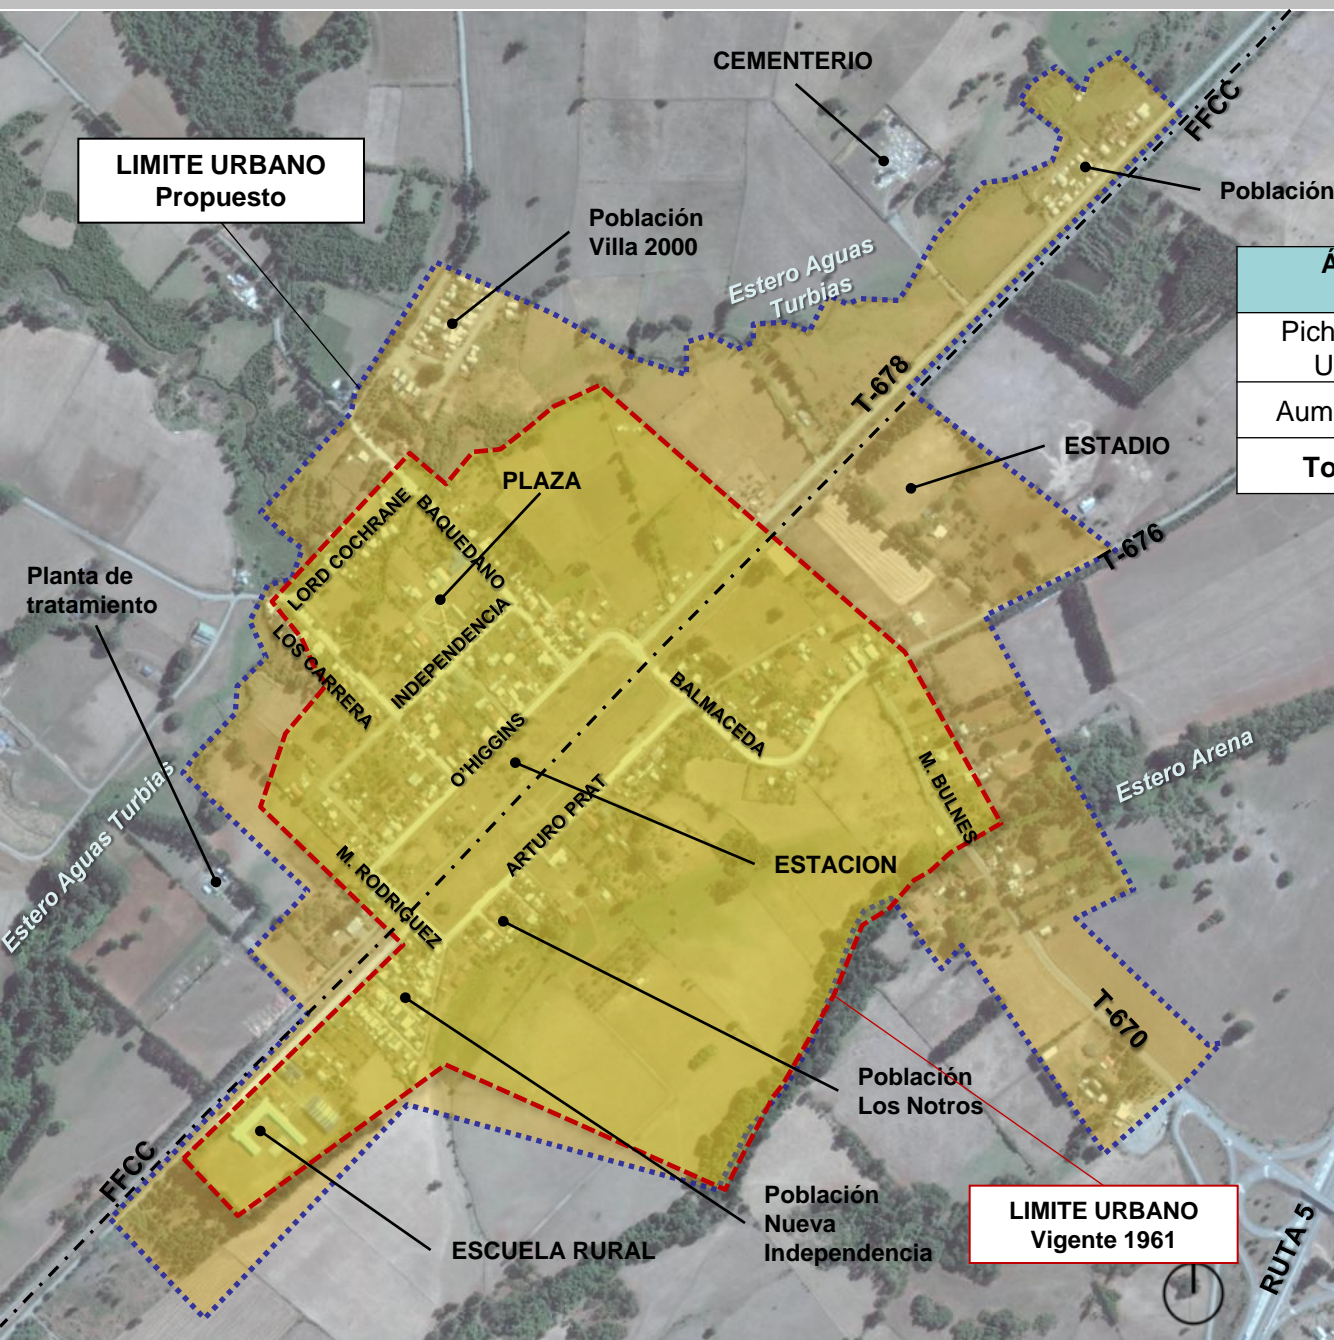 CEMENTERIO
FFCC
LIMITE URBANO
Propuesto
Población
Población
Villa 2000
Estero Aguas
Turbias
Pich
U
Aum
To
T-678
ESTADIO
PLAZA
BAQUEDANO
LORD COCHRANE
T-676
Planta de
tratamiento
INDEPENDENCIA
LOS CARRERA
BALMACEDA
O'HIGGINS
Estero Arena
M. BULNES
Estero Aguas Turbias
ARTURO PRAT
ESTACION
M. RODRIGUEZ
T-670
Población
Los Notros
FFCC
Población
Nueva
Independencia
LIMITE URBANO
Vigente 1961
ESCUELA RURAL
RUTA 5